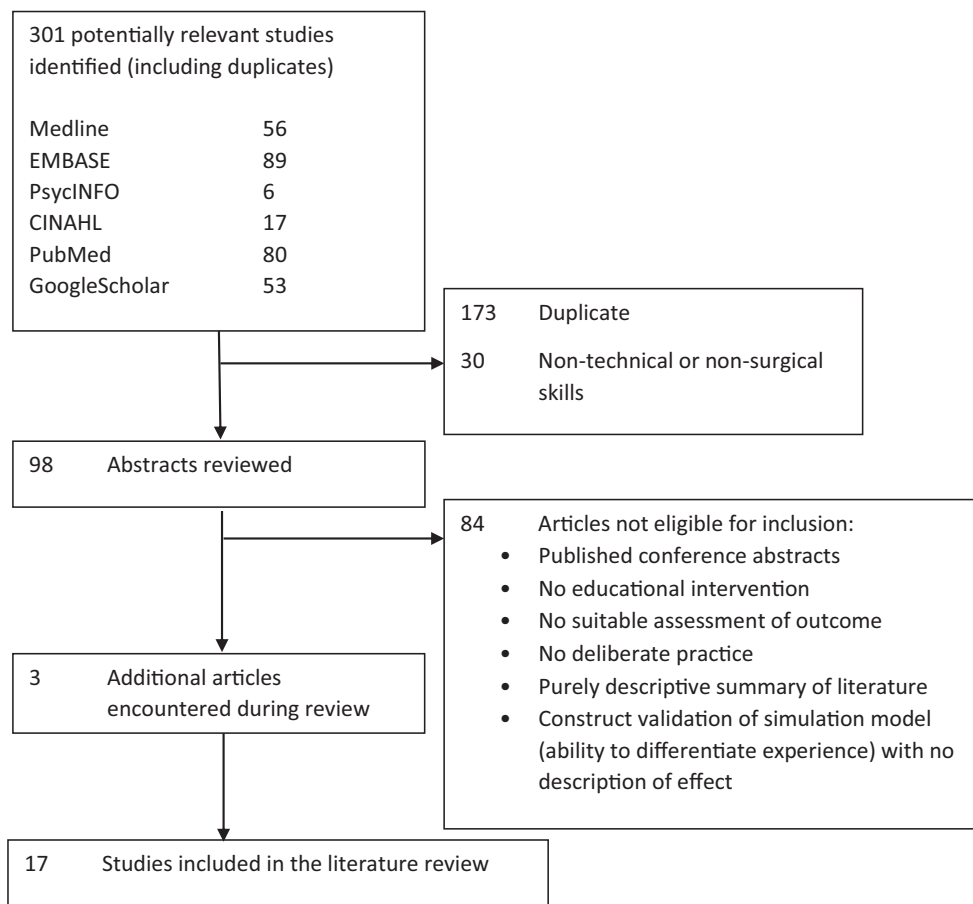 301 potentially relevant studies
identified (including duplicates)
Medline 56
EMBASE 89
PsycINFO 6
CINAHL 17
PubMed 80
GoogleScholar 53
173 Duplicate
30 Non-technical or non-surgical
skills
98 Abstracts reviewed
84 Articles not eligible for inclusion:
• Published conference abstracts
• No educational intervention
• No suitable assessment of outcome
• No deliberate practice
• Purely descriptive summary of literature
• Construct validation of simulation model
(ability to differentiate experience) with no
description of effect
3 Additional articles
encountered during review
17 Studies included in the literature review